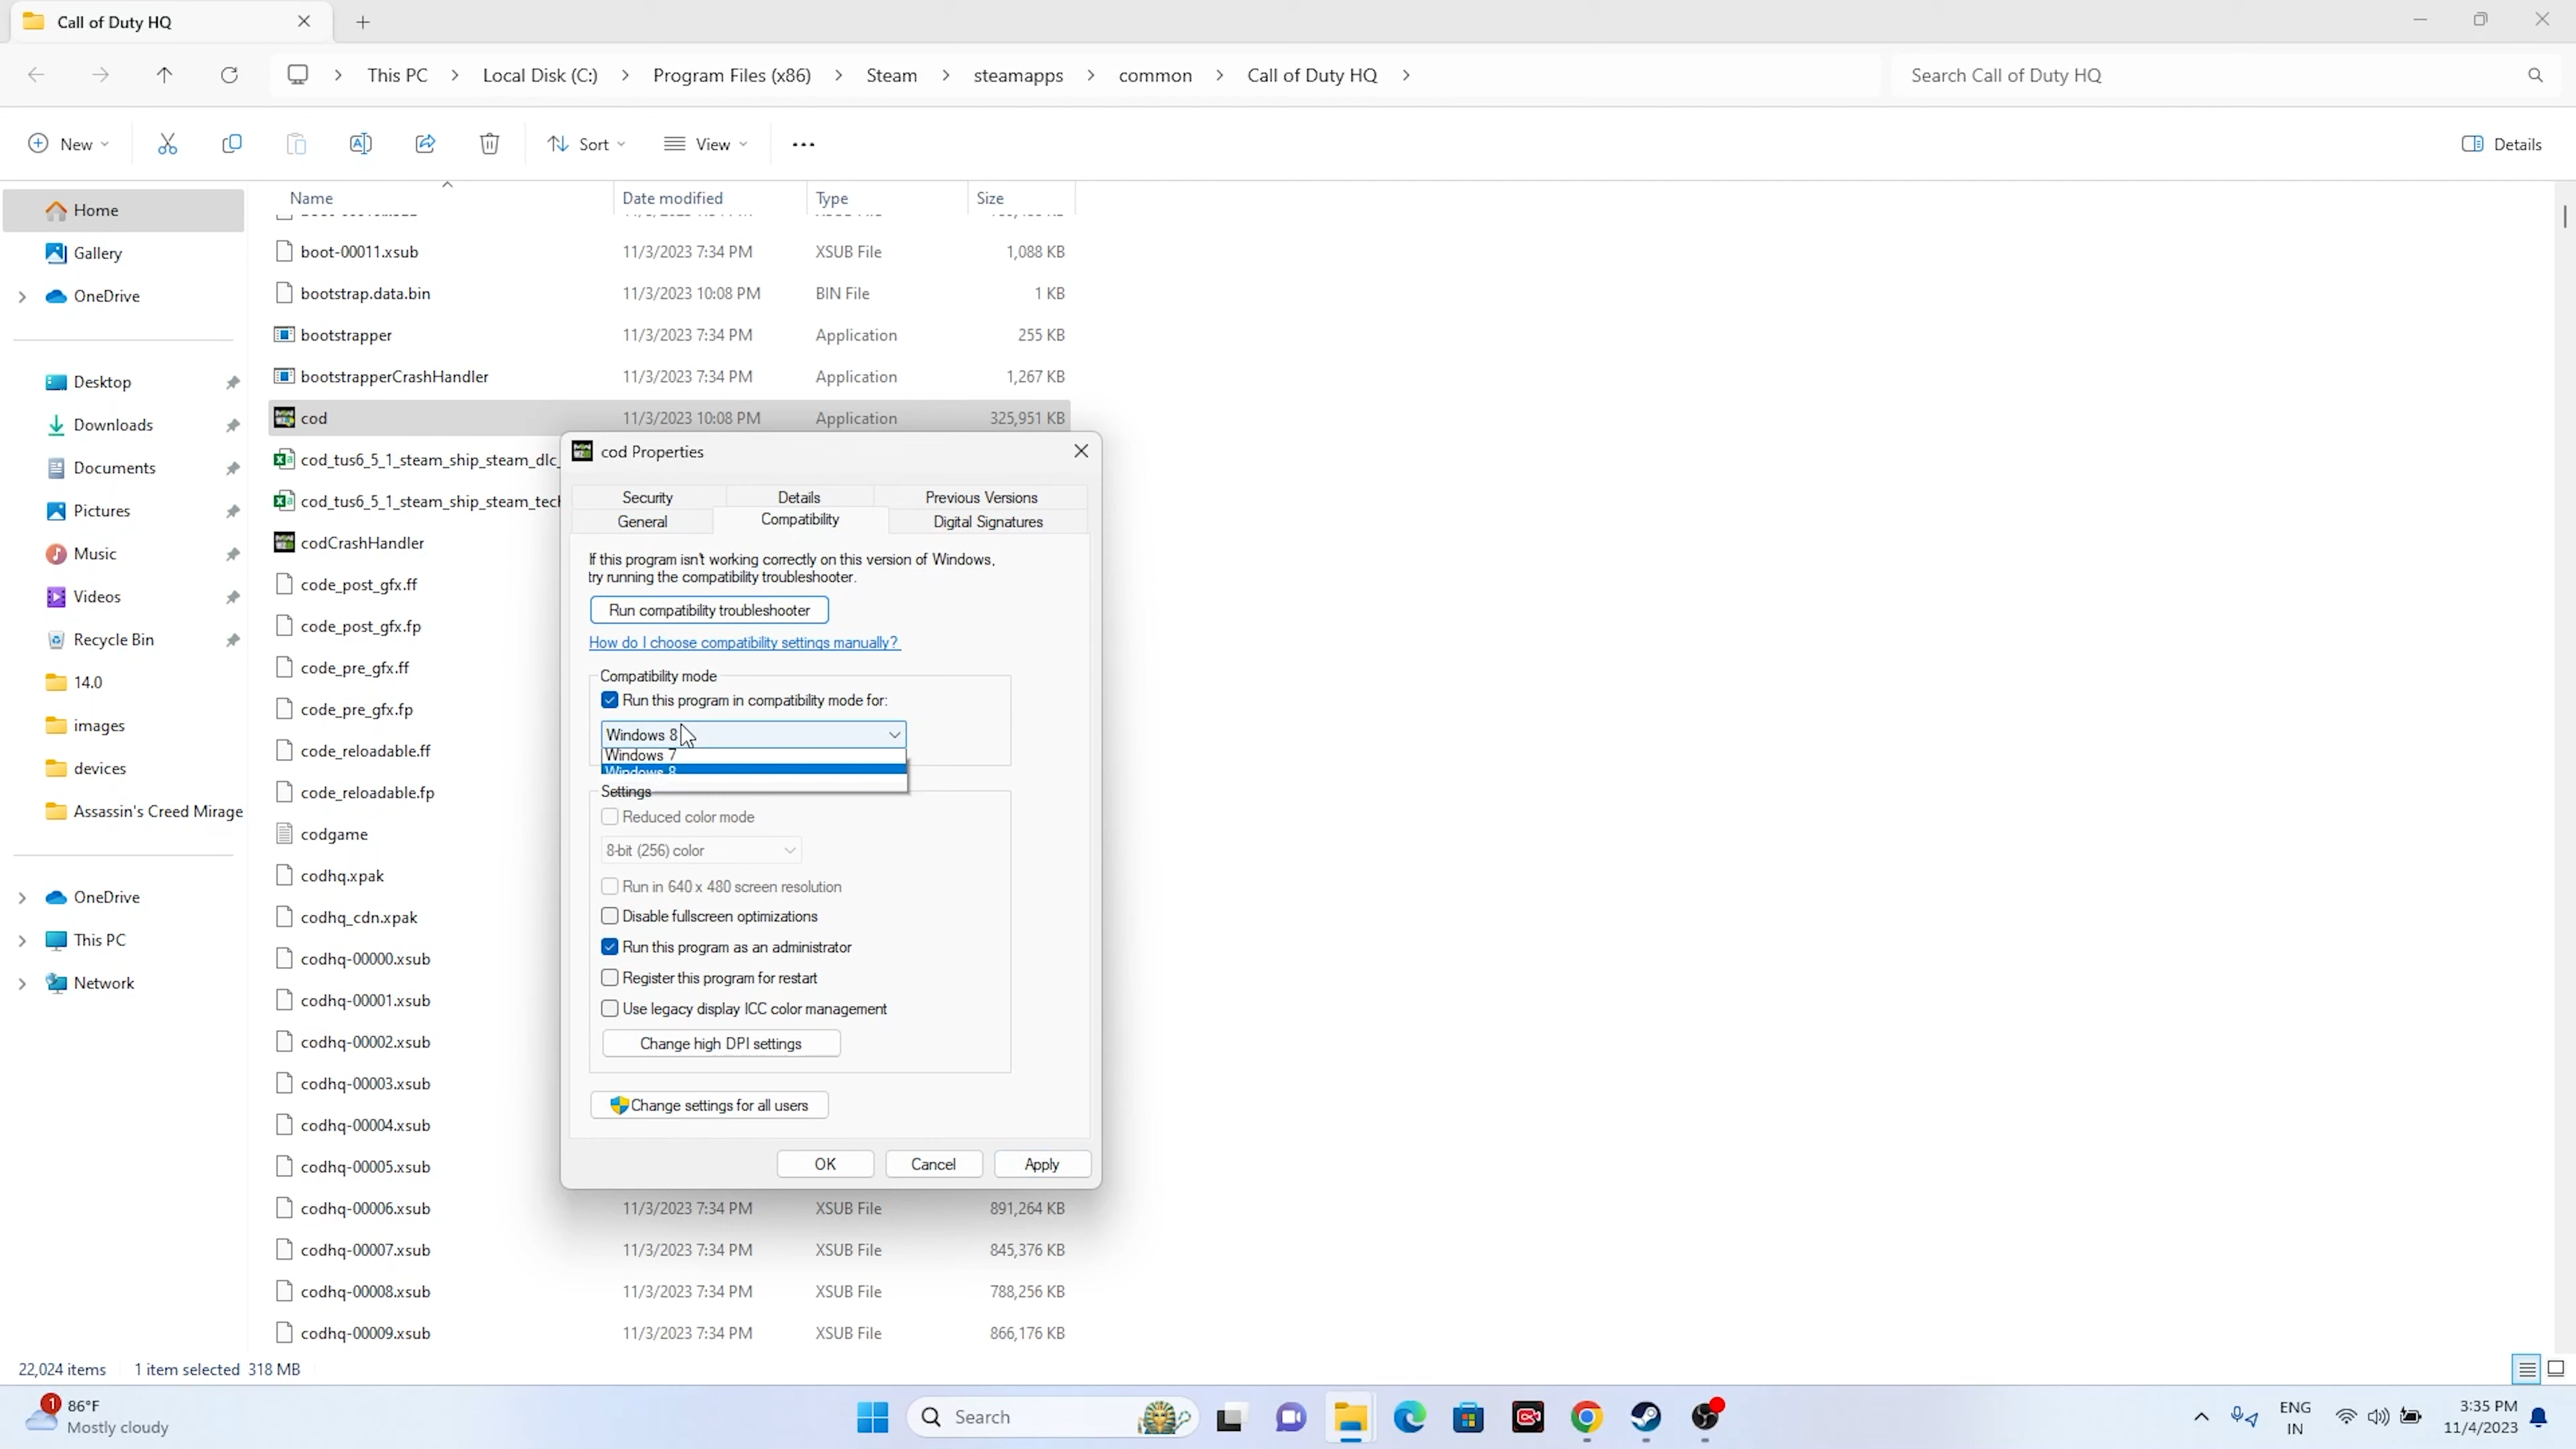 Call of Duty HQ
This PC > Local Disk (C:) > Program Files (x86) > Steam > steamapps > common > Call of Duty HQ >
Search Call of Duty HQ
New
Sort
View
Details
Name Date modified Type Size
boot-00011.xsub 11/3/2023 7:34 PM XSUB File 1,088 KB
bootstrap.data.bin 11/3/2023 10:08 PM BIN File 1 KB
bootstrapper 11/3/2023 7:34 PM Application 255 KB
bootstrapperCrashHandler 11/3/2023 7:34 PM Application 1,267 KB
cod 11/3/2023 10:08 PM Application 325,951 KB
cod_tus6_5_1_steam_ship_steam_dlc_
cod_tus6_5_1_steam_ship_steam_tech
codCrashHandler
code_post_gfx.ff
code_post_gfx.fp
code_pre_gfx.ff
code_pre_gfx.fp
code_reloadable.ff
code_reloadable.fp
codgame
codhq.xpak
codhq_cdn.xpak
codhq-00000.xsub
codhq-00001.xsub
codhq-00002.xsub
codhq-00003.xsub
codhq-00004.xsub
codhq-00005.xsub
codhq-00006.xsub 11/3/2023 7:34 PM XSUB File 891,264 KB
codhq-00007.xsub 11/3/2023 7:34 PM XSUB File 845,376 KB
codhq-00008.xsub 11/3/2023 7:34 PM XSUB File 788,256 KB
codhq-00009.xsub 11/3/2023 7:34 PM XSUB File 866,176 KB
Home
Gallery
OneDrive
Desktop
Downloads
Documents
Pictures
Music
Videos
Recycle Bin
14.0
images
devices
Assassin's Creed Mirage
OneDrive
This PC
Network
cod Properties
Security Details Previous Versions
General Compatibility Digital Signatures
If this program isn't working correctly on this version of Windows,
try running the compatibility troubleshooter.
Run compatibility troubleshooter
How do I choose compatibility settings manually?
Compatibility mode
Run this program in compatibility mode for:
Windows 8
Windows 7
Windows 8
Settings
Reduced color mode
8-bit (256) color
Run in 640 x 480 screen resolution
Disable fullscreen optimizations
Run this program as an administrator
Register this program for restart
Use legacy display ICC color management
Change high DPI settings
Change settings for all users
OK Cancel Apply
22,024 items 1 item selected 318 MB
1
86°F
Mostly cloudy
Search
ENG
IN
3:35 PM
11/4/2023